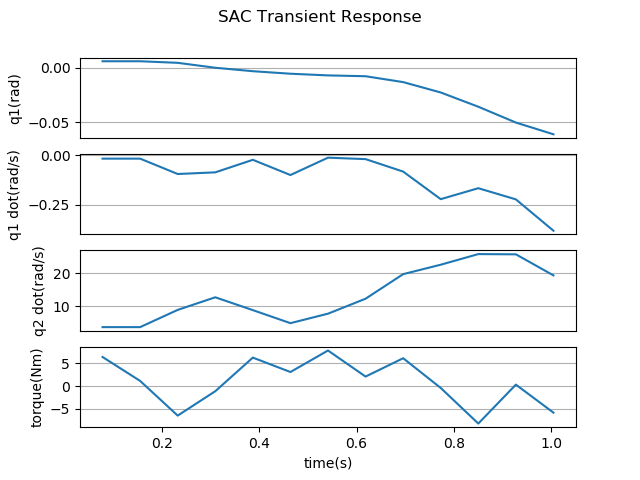 SAC Transient Response
q1(rad)
0.00
−0.05
q1 dot(rad/s)
0.00
−0.25
q2 dot(rad/s)
20
10
torque(Nm)
5
0
−5
0.2 0.4 0.6 0.8 1.0
time(s)